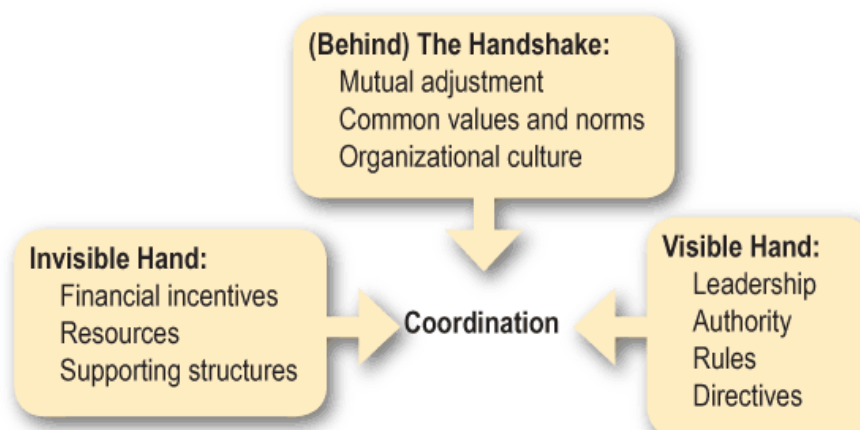 (Behind) The Handshake:
Mutual adjustment
Common values and norms
Organizational culture
Invisible Hand:
Financial incentives
Resources
Supporting structures
Coordination
Visible Hand:
Leadership
Authority
Rules
Directives